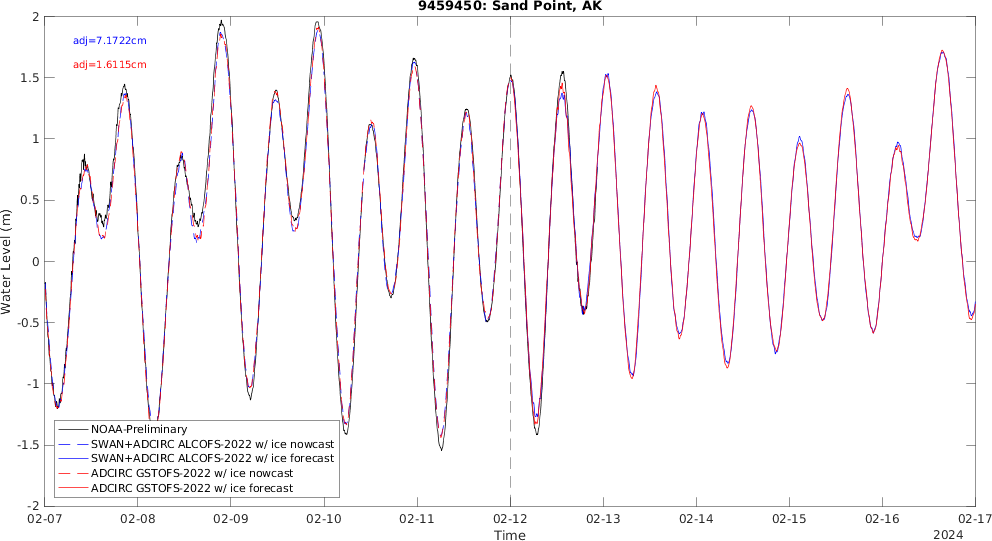 9459450: Sand Point, AK
adj=7.1722cm
adj=1.6115cm
Water Level (m)
2
1.5
1
0.5
0
-0.5
-1
-1.5
-2
NOAA-Preliminary
SWAN+ADCIRC ALCOFS-2022 w/ ice nowcast
SWAN+ADCIRC ALCOFS-2022 w/ ice forecast
ADCIRC GSTOFS-2022 w/ ice nowcast
ADCIRC GSTOFS-2022 w/ ice forecast
02-07 02-08 02-09 02-10 02-11 02-12 02-13 02-14 02-15 02-16 02-17
Time
2024